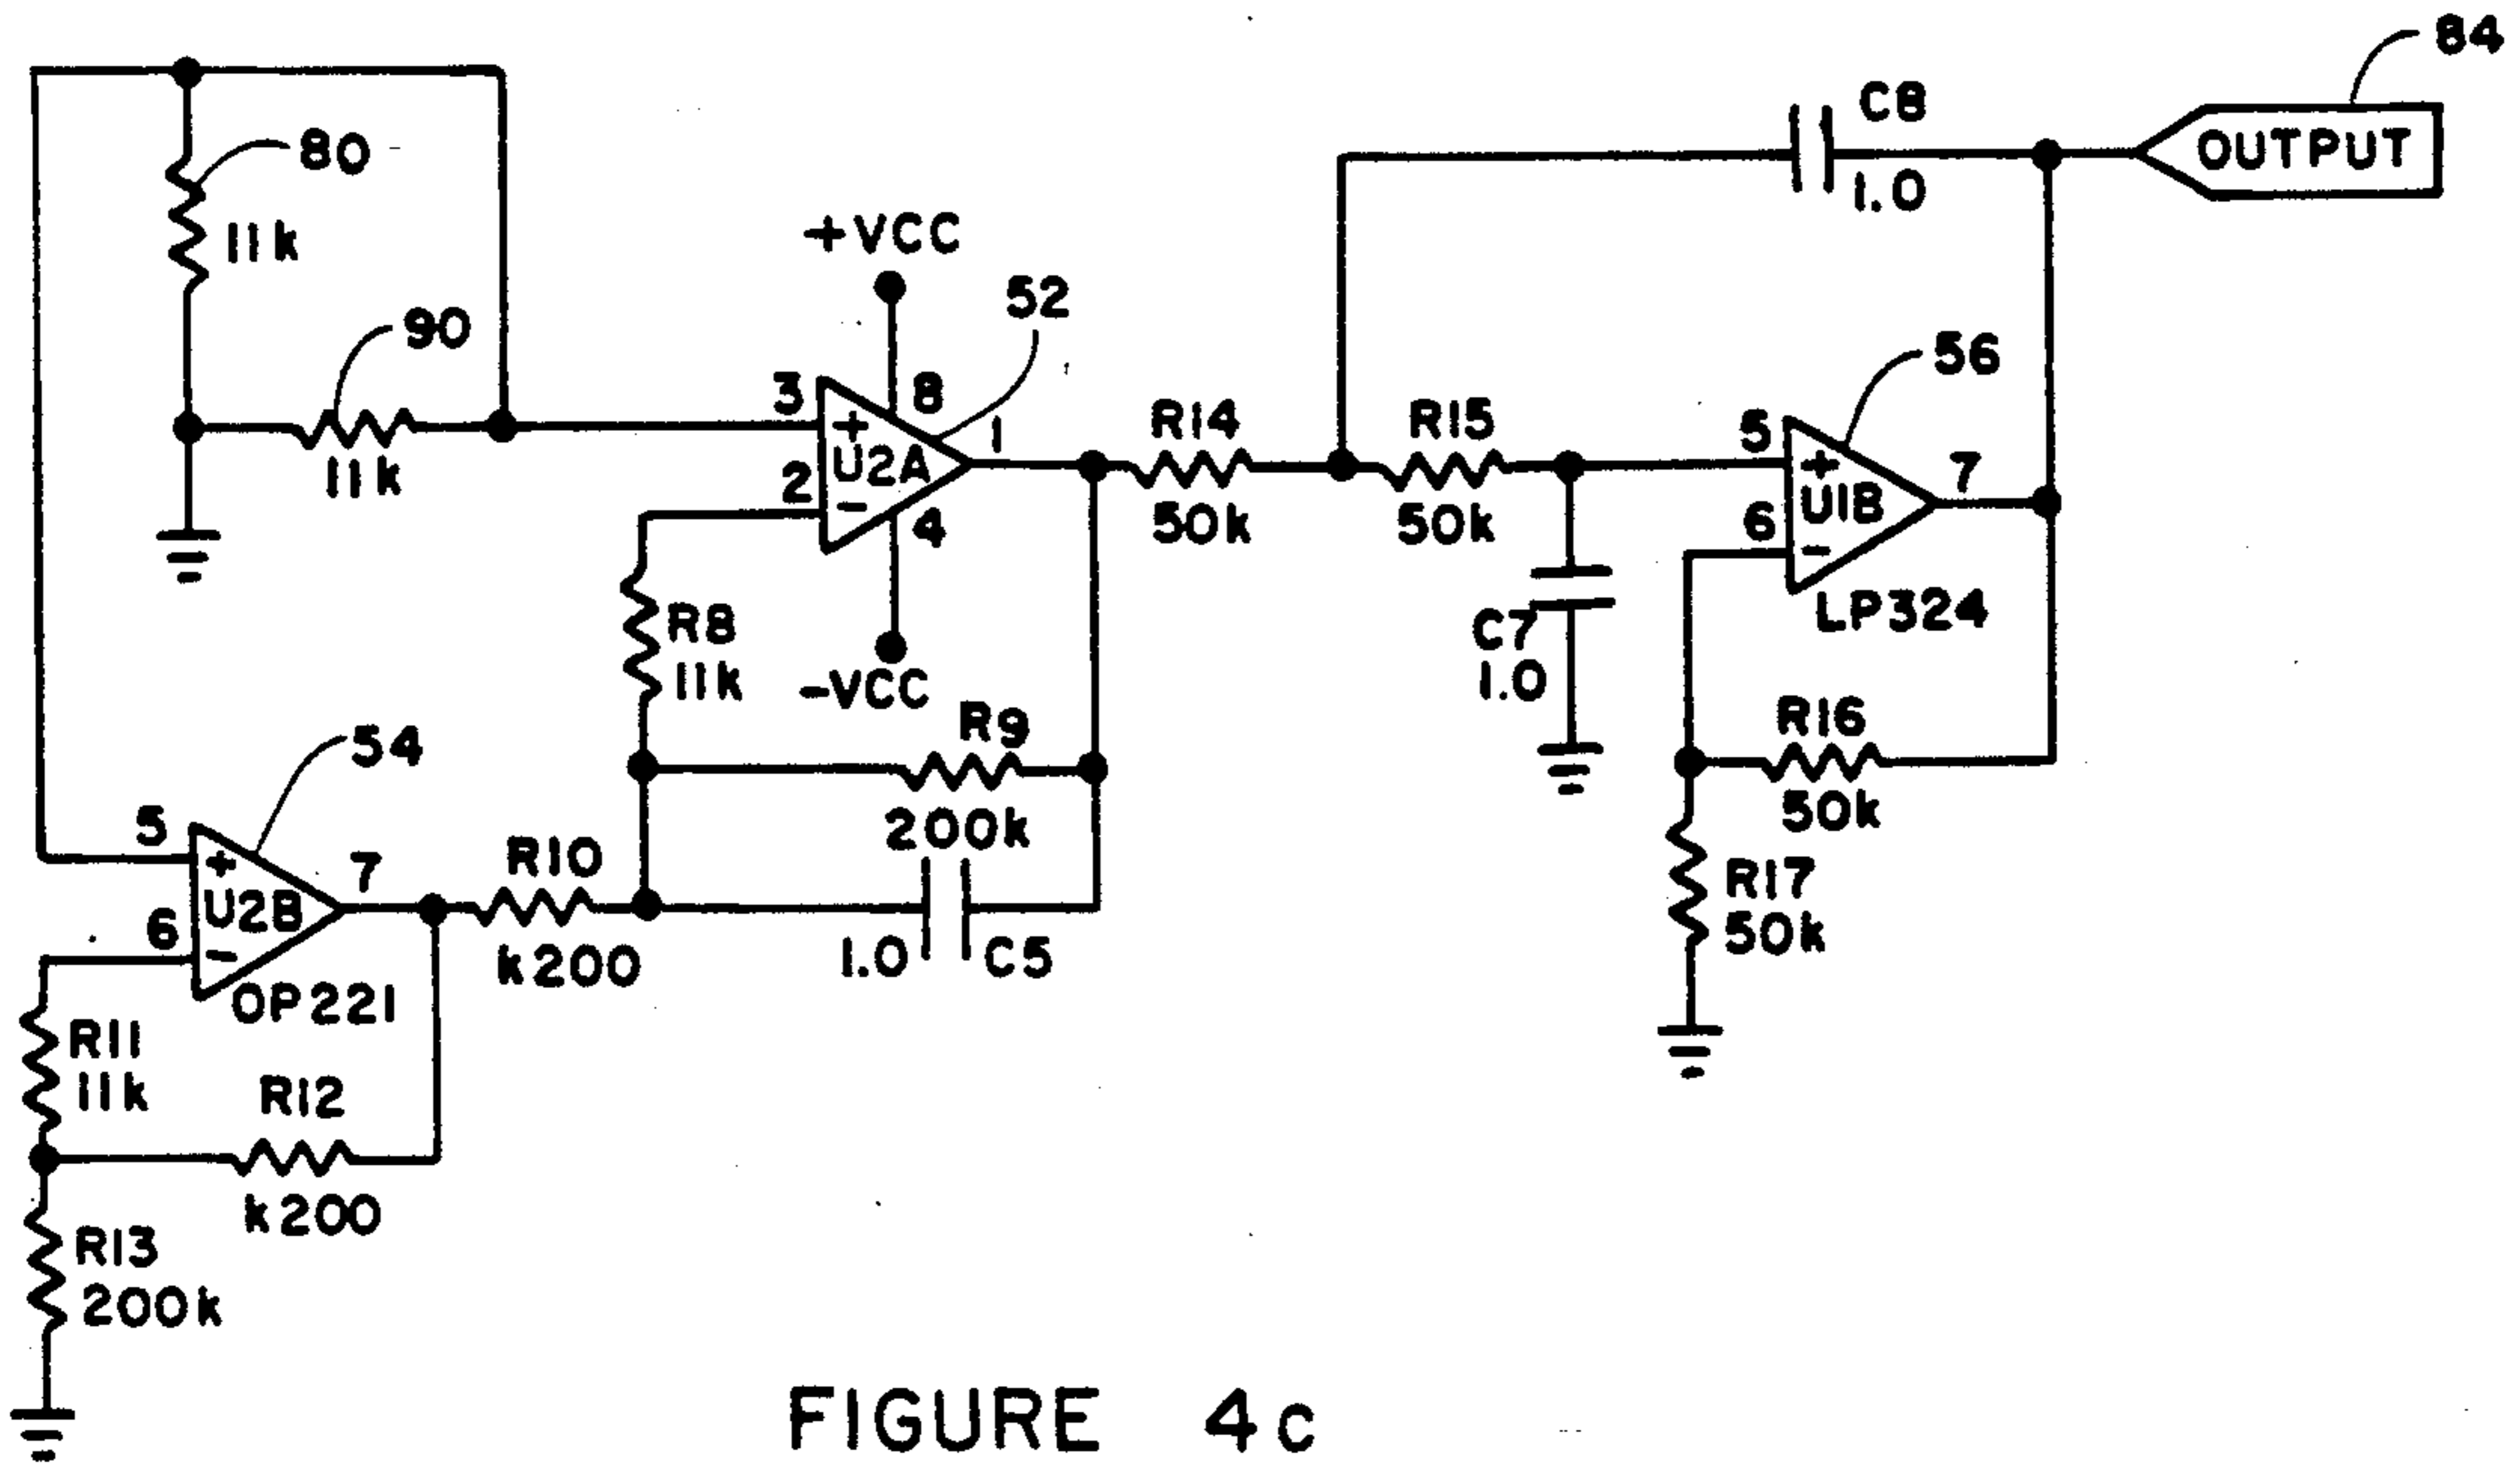 84
C8
OUTPUT
1.0
80
11k
+VCC
52
90
56
3
8
1
R14
R15
5
+
U2A
11k
2
-
4
50k
50k
+
U1B
7
6
-
LP324
R8
11k
-VCC
C7
1.0
R9
R16
54
200k
50k
5
+
7
R10
U2B
6
-
k200
1.0
C5
R17
50k
OP221
R11
11k
R12
k200
R13
200k
FIGURE 4c